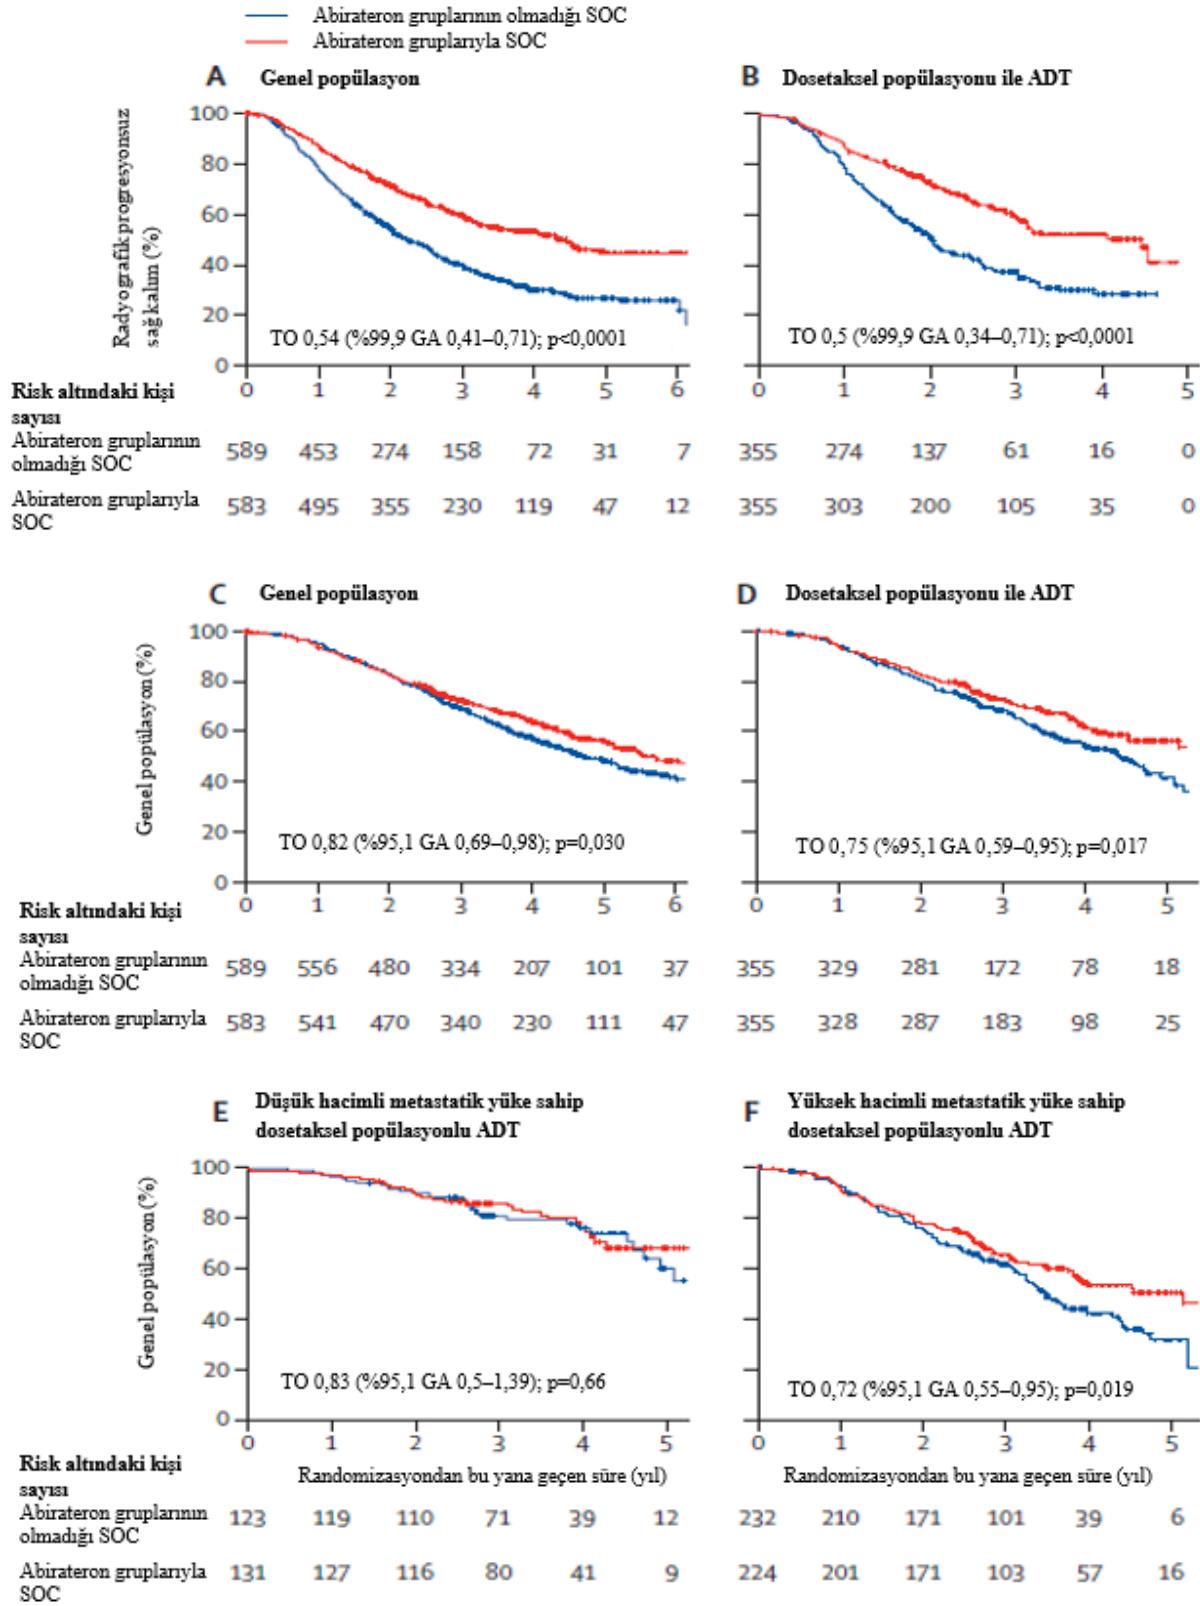 Abirateron gruplarının olmadığı SOC
Abirateron gruplarıyla SOC
A Genel popülasyon
B Dosetaksel popülasyonu ile ADT
Radyografik progresyonsuz
sağkalım (%)
100
80
60
40
20
0
TO 0,54 (%99,9 GA 0,41–0,71); p<0,0001
TO 0,5 (%99,9 GA 0,34–0,71); p<0,0001
0 1 2 3 4 5 6
0 1 2 3 4 5
Risk altındaki kişi
sayısı
Abirateron gruplarının
olmadığı SOC
589 453 274 158 72 31 7
355 274 137 61 16 0
Abirateron gruplarıyla
SOC
583 495 355 230 119 47 12
355 303 200 105 35 0
C Genel popülasyon
D Dosetaksel popülasyonu ile ADT
Genel popülasyon (%)
100
80
60
40
20
0
TO 0,82 (%95,1 GA 0,69–0,98); p=0,030
TO 0,75 (%95,1 GA 0,59–0,95); p=0,017
0 1 2 3 4 5 6
0 1 2 3 4 5
Risk altındaki kişi
sayısı
Abirateron gruplarının
olmadığı SOC
589 556 480 334 207 101 37
355 329 281 172 78 18
Abirateron gruplarıyla
SOC
583 541 470 340 230 111 47
355 328 287 183 98 25
E Düşük hacimli metastatik yüke sahip
dosetaksel popülasyonlu ADT
F Yüksek hacimli metastatik yüke sahip
dosetaksel popülasyonlu ADT
Genel popülasyon (%)
100
80
60
40
20
0
TO 0,83 (%95,1 GA 0,5–1,39); p=0,66
TO 0,72 (%95,1 GA 0,55–0,95); p=0,019
0 1 2 3 4 5
0 1 2 3 4 5
Randomizasyondan bu yana geçen süre (yıl)
Randomizasyondan bu yana geçen süre (yıl)
Risk altındaki kişi
sayısı
Abirateron gruplarının
olmadığı SOC
123 119 110 71 39 12
232 210 171 101 39 6
Abirateron gruplarıyla
SOC
131 127 116 80 41 9
224 201 171 103 57 16